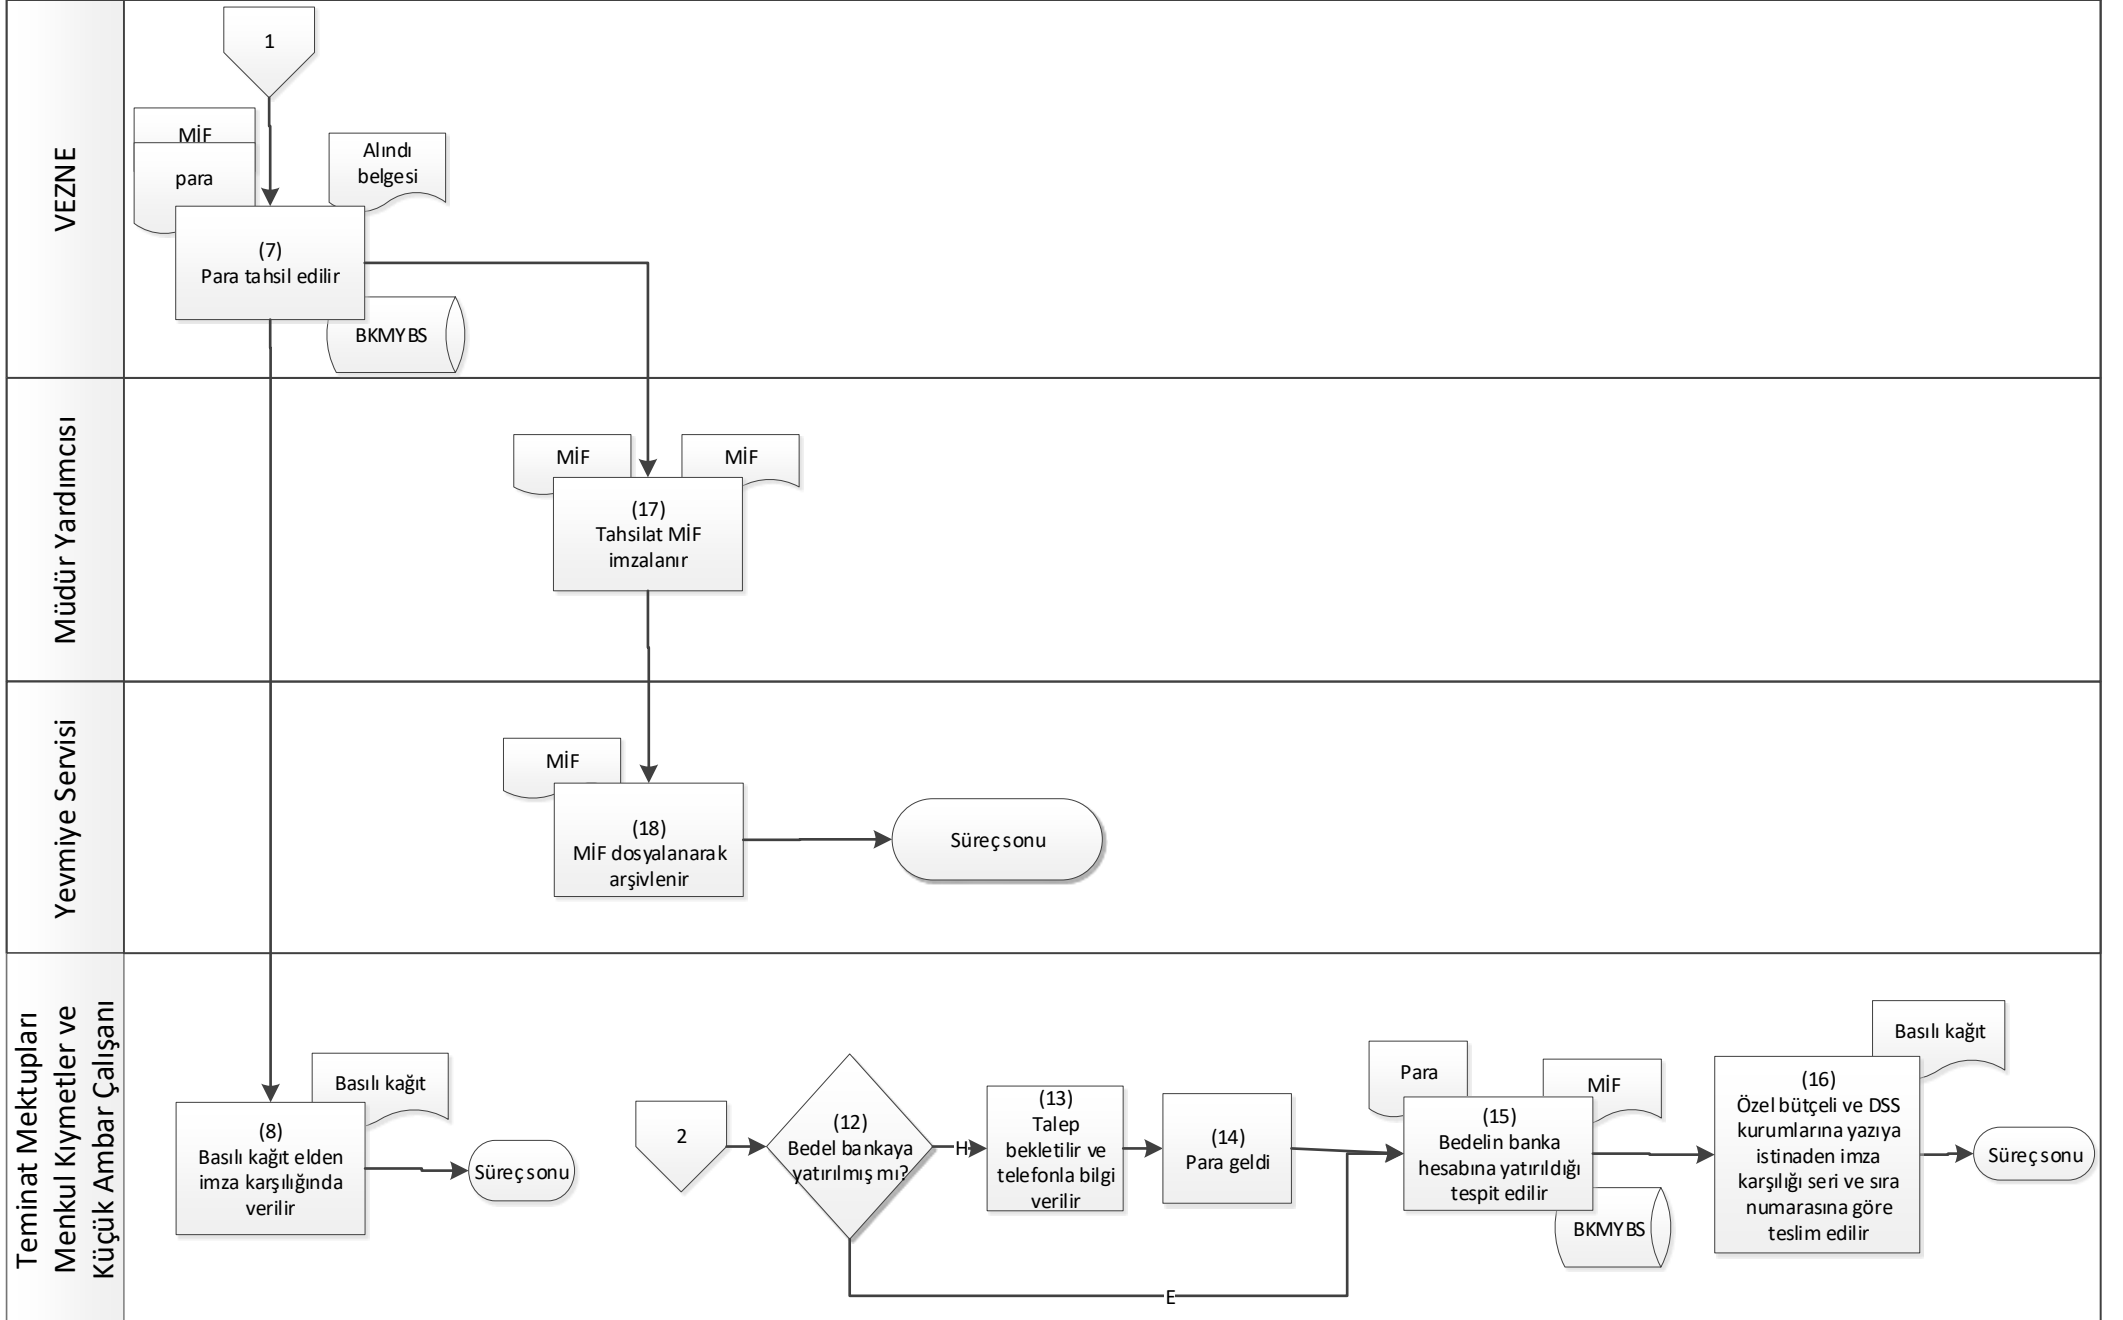 VEZNE
1
MİF
para
Alındı
belgesi
(7)
Para tahsil edilir
BKMYBS
Müdür Yardımcısı
MİF
MİF
(17)
Tahsilat MİF
imzalanır
Yevmiye Servisi
MİF
(18)
MİF dosyalanarak
arşivlenir
Süreç sonu
Teminat Mektupları
Menkul Kıymetler ve
Küçük Ambar Çalışanı
Basılı kağıt
(8)
Basılı kağıt elden
imza karşılığında
verilir
Süreç sonu
2
(12)
Bedel bankaya
yatırılmış mı?
H
E
(13)
Talep
bekletilir ve
telefonla bilgi
verilir
(14)
Para geldi
Para
MİF
(15)
Bedelin banka
hesabına yatırıldığı
tespit edilir
BKMYBS
Basılı kağıt
(16)
Özel bütçeli ve DSS
kurumlarına yazıya
istinaden imza
karşılığı seri ve sıra
numarasına göre
teslim edilir
Süreç sonu